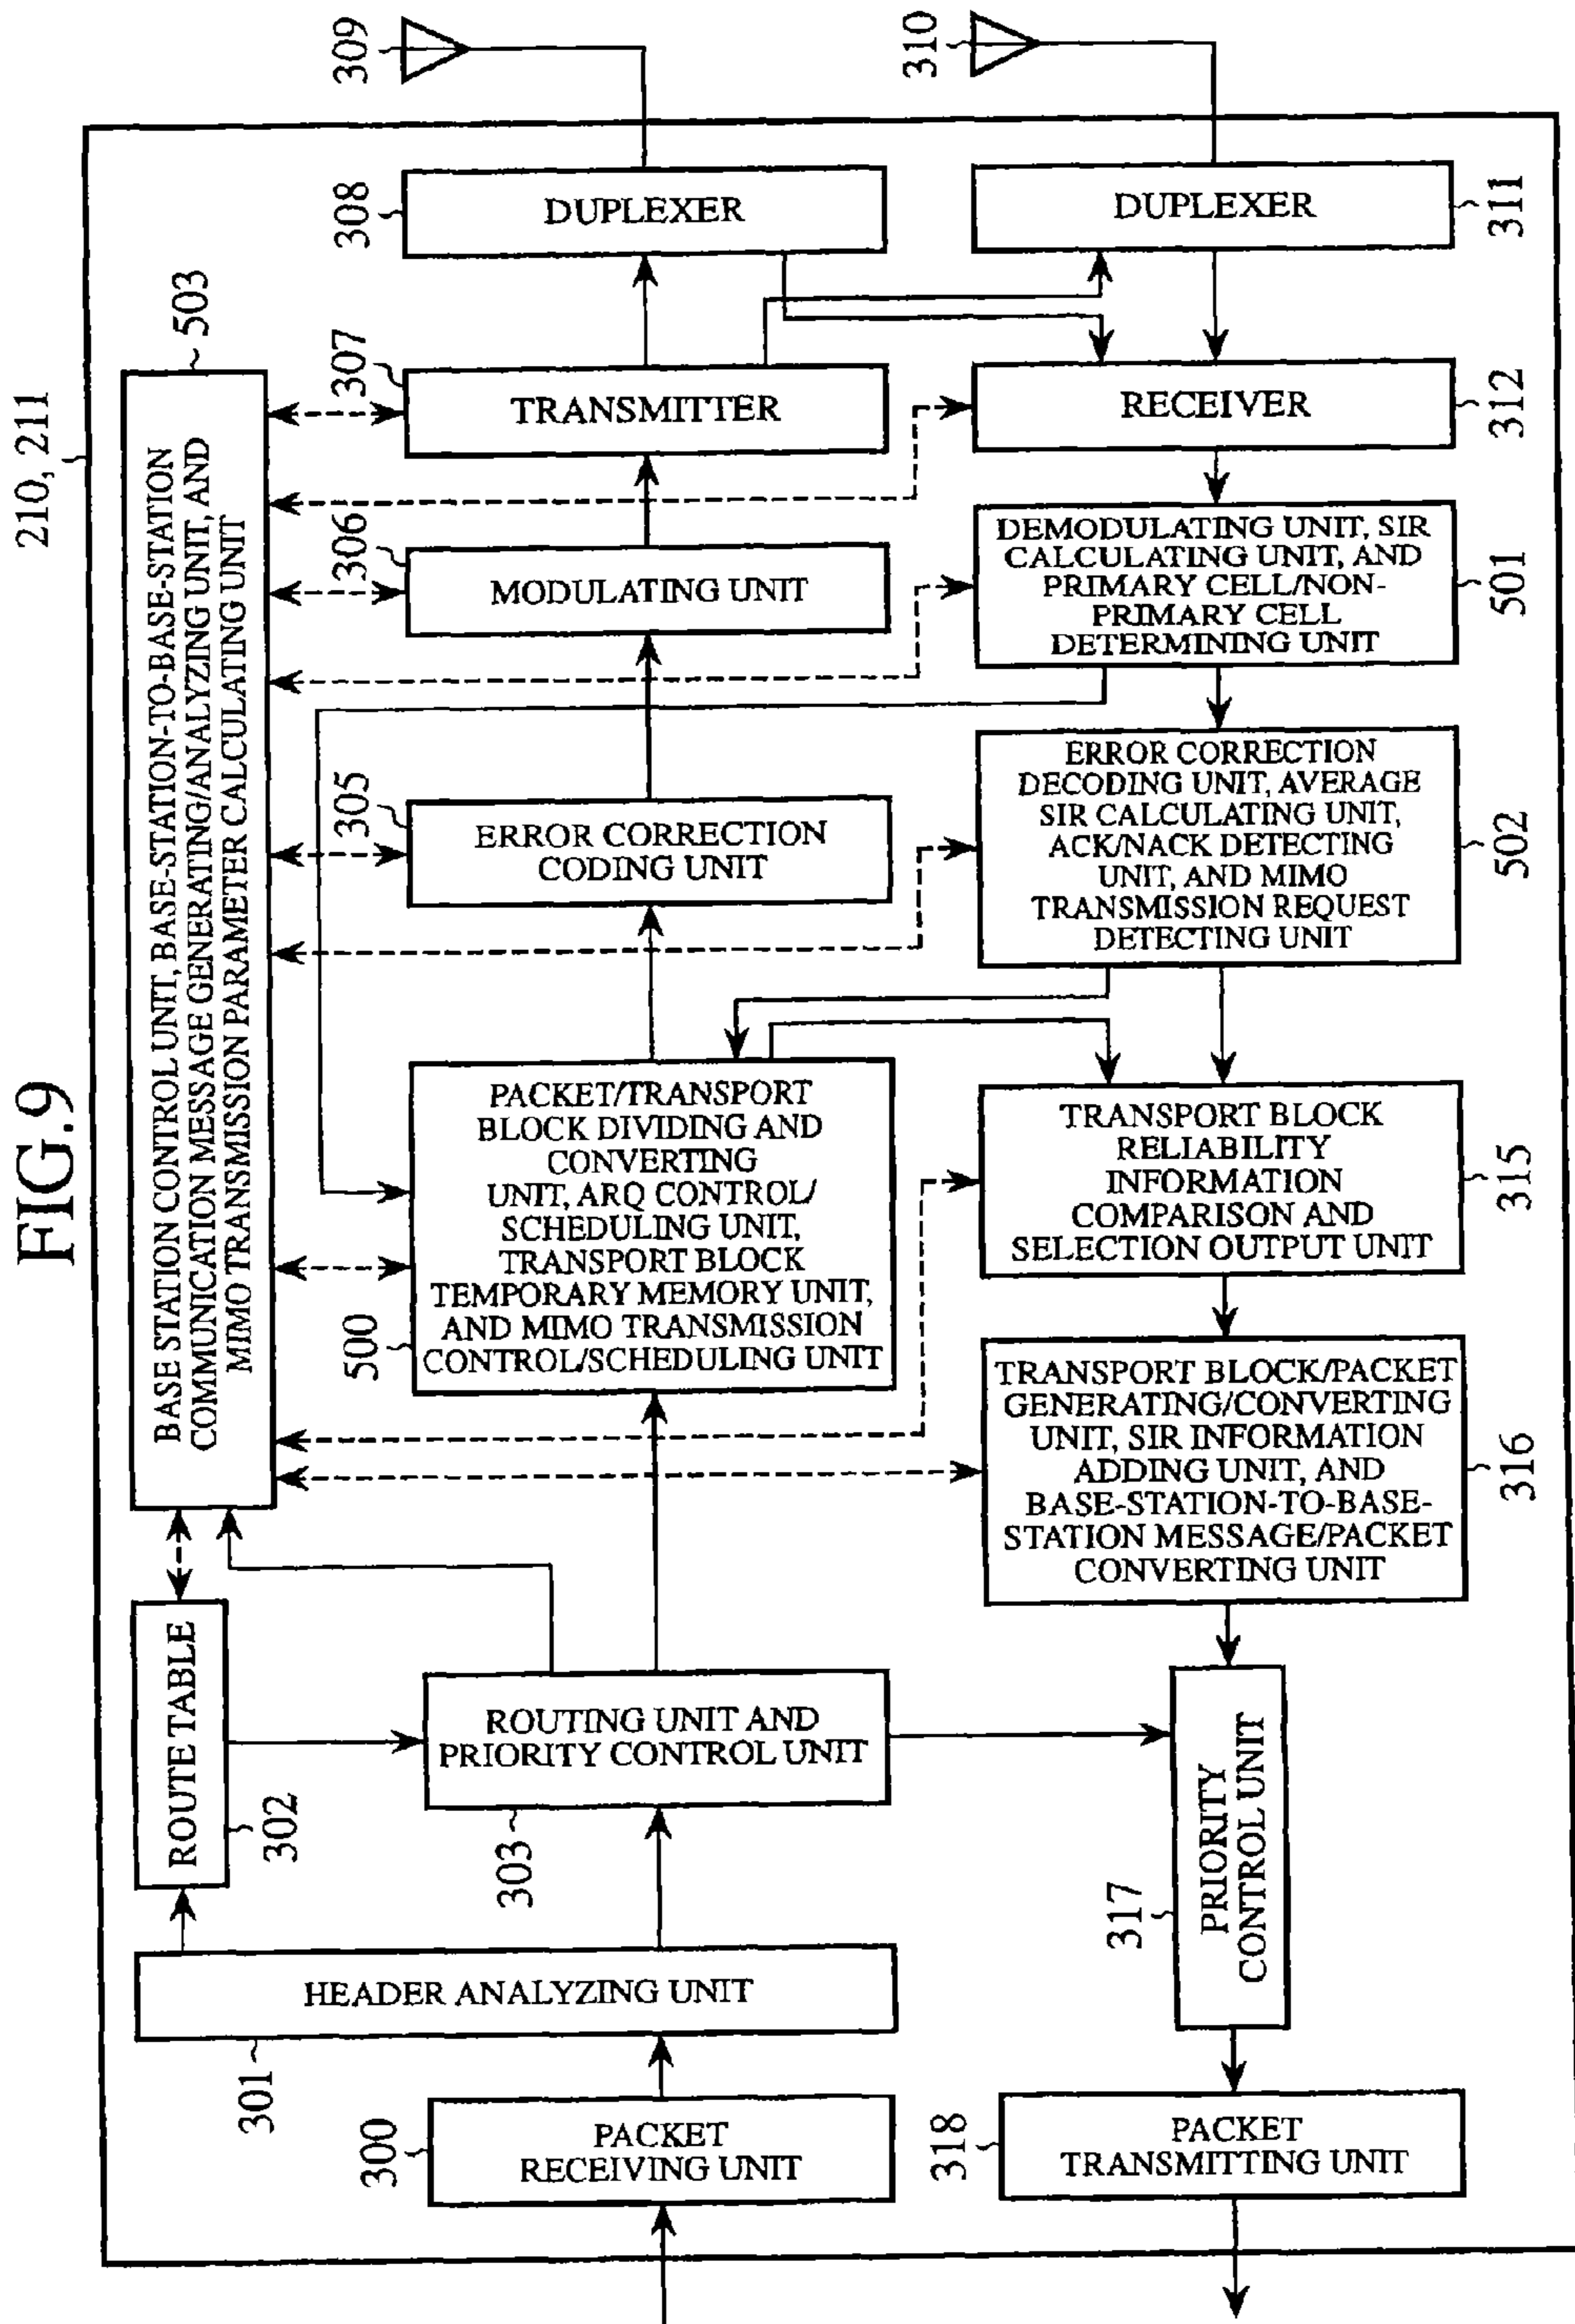 FIG.9
210, 211
BASE STATION CONTROL UNIT, BASE-STATION-TO-BASE-STATION
COMMUNICATION MESSAGE GENERATING/ANALYZING UNIT, AND
MIMO TRANSMISSION PARAMETER CALCULATING UNIT
503
ROUTE TABLE
302
HEADER ANALYZING UNIT
301
PACKET
RECEIVING UNIT
300
ROUTING UNIT AND
PRIORITY CONTROL UNIT
303
PACKET/TRANSPORT
BLOCK DIVIDING AND
CONVERTING
UNIT, ARQ CONTROL/
SCHEDULING UNIT,
TRANSPORT BLOCK
TEMPORARY MEMORY UNIT,
AND MIMO TRANSMISSION
CONTROL/SCHEDULING UNIT
500
ERROR CORRECTION
CODING UNIT
305
MODULATING UNIT
306
TRANSMITTER
307
DUPLEXER
308
309
310
DUPLEXER
311
RECEIVER
312
DEMODULATING UNIT, SIR
CALCULATING UNIT, AND
PRIMARY CELL/NON-
PRIMARY CELL
DETERMINING UNIT
501
ERROR CORRECTION
DECODING UNIT, AVERAGE
SIR CALCULATING UNIT,
ACK/NACK DETECTING
UNIT, AND MIMO
TRANSMISSION REQUEST
DETECTING UNIT
502
TRANSPORT BLOCK
RELIABILITY
INFORMATION
COMPARISON AND
SELECTION OUTPUT UNIT
315
TRANSPORT BLOCK/PACKET
GENERATING/CONVERTING
UNIT, SIR INFORMATION
ADDING UNIT, AND
BASE-STATION-TO-BASE-
STATION MESSAGE/PACKET
CONVERTING UNIT
316
PRIORITY
CONTROL UNIT
317
PACKET
TRANSMITTING UNIT
318